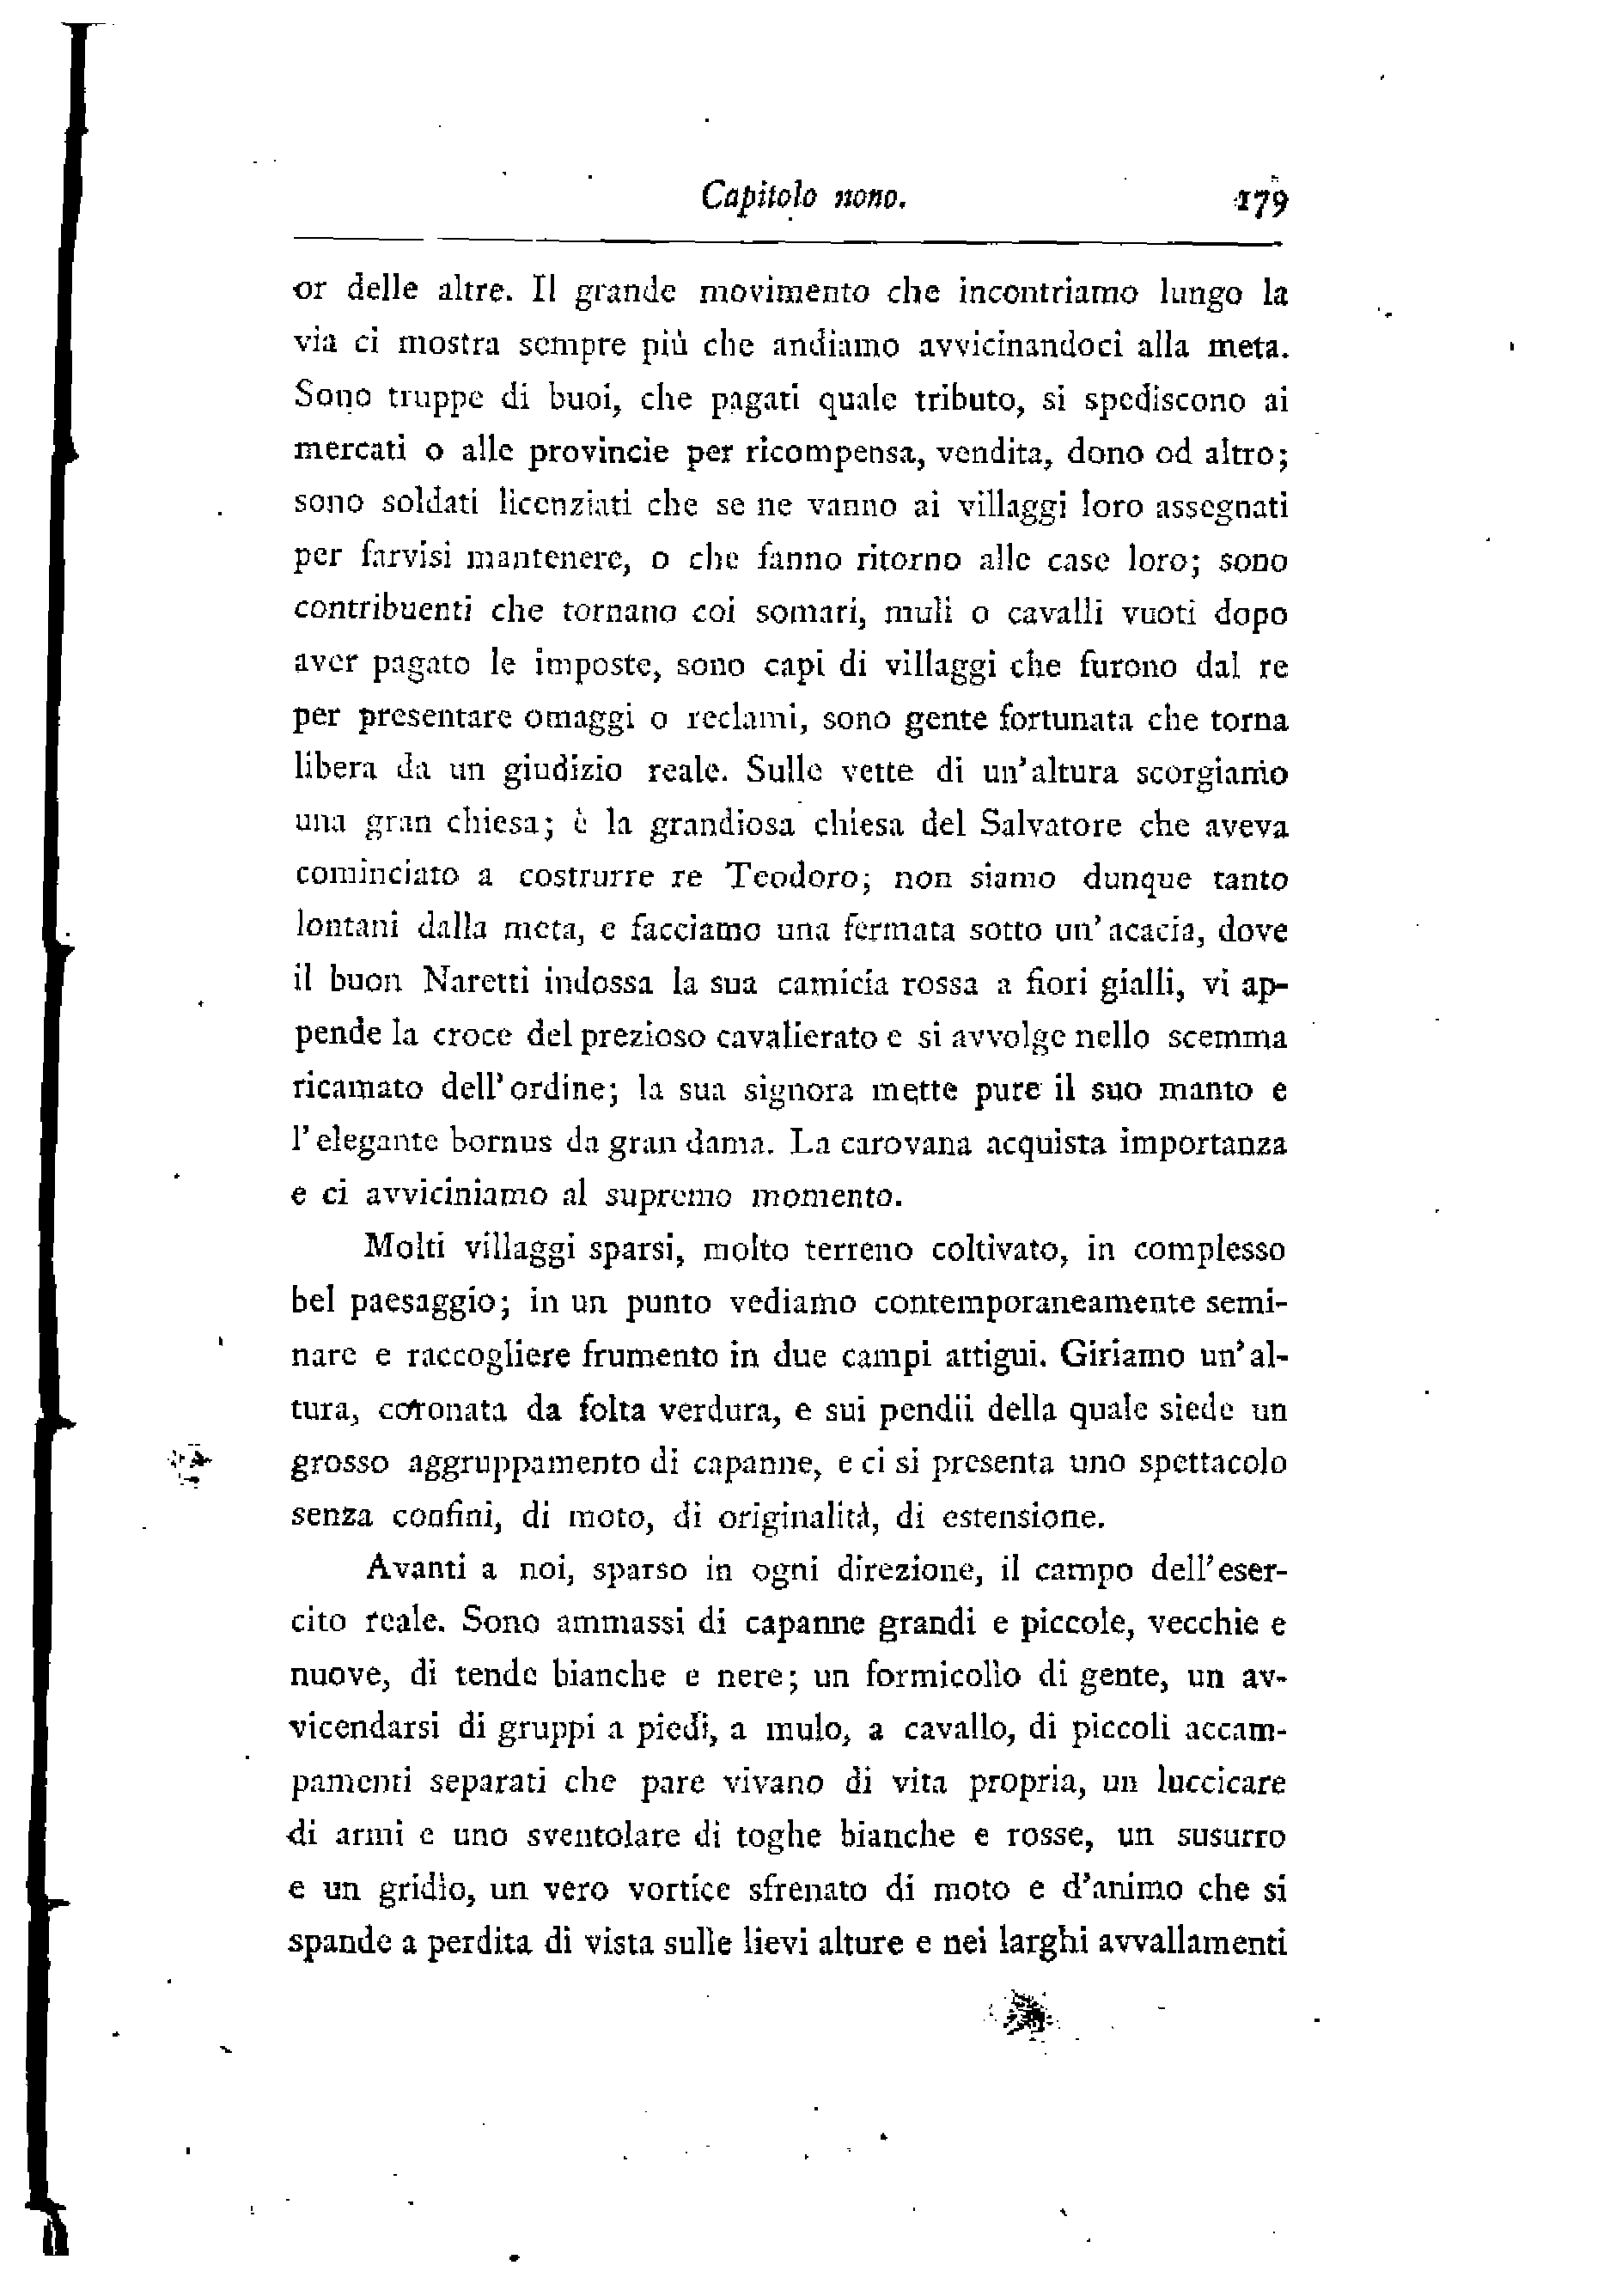 Capitolo nono. 179
or delle altre. Il grande movimento che incontriamo lungo la
via ci mostra sempre più che andiamo avvicinandoci alla meta.
Sono truppe di buoi, che pagati quale tributo, si spediscono ai
mercati o alle provincie per ricompensa, vendita, dono od altro;
sono soldati licenziati che se ne vanno ai villaggi loro assegnati
per farvisi mantenere, o che fanno ritorno alle case loro; sono
contribuenti che tornano coi somari, muli o cavalli vuoti dopo
aver pagato le imposte, sono capi di villaggi che furono dal re
per presentare omaggi o reclami, sono gente fortunata che torna
libera da un giudizio reale. Sulle vette di un'altura scorgiamo
una gran chiesa; è la grandiosa chiesa del Salvatore che aveva
cominciato a costrurre re Teodoro; non siamo dunque tanto
lontani dalla meta, e facciamo una fermata sotto un'acacia, dove
il buon Naretti indossa la sua camicia rossa a fiori gialli, vi ap-
pende la croce del prezioso cavalierato e si avvolge nello scemma
ricamato dell'ordine; la sua signora mette pure il suo manto e
l'elegante bornus da gran dama. La carovana acquista importanza
e ci avviciniamo al supremo momento.
Molti villaggi sparsi, molto terreno coltivato, in complesso
bel paesaggio; in un punto vediamo contemporaneamente semi-
nare e raccogliere frumento in due campi attigui. Giriamo un'al-
tura, coronata da folta verdura, e sui pendii della quale siede un
grosso aggruppamento di capanne, e ci si presenta uno spettacolo
senza confini, di moto, di originalità, di estensione.
Avanti a noi, sparso in ogni direzione, il campo dell'eser-
cito reale. Sono ammassi di capanne grandi e piccole, vecchie e
nuove, di tende bianche e nere; un formicolìo di gente, un av-
vicendarsi di gruppi a piedi, a mulo, a cavallo, di piccoli accam-
pamenti separati che pare vivano di vita propria, un luccicare
di armi e uno sventolare di toghe bianche e rosse, un susurro
e un gridìo, un vero vortice sfrenato di moto e d'animo che si
spande a perdita di vista sulle lievi alture e nei larghi avvallamenti